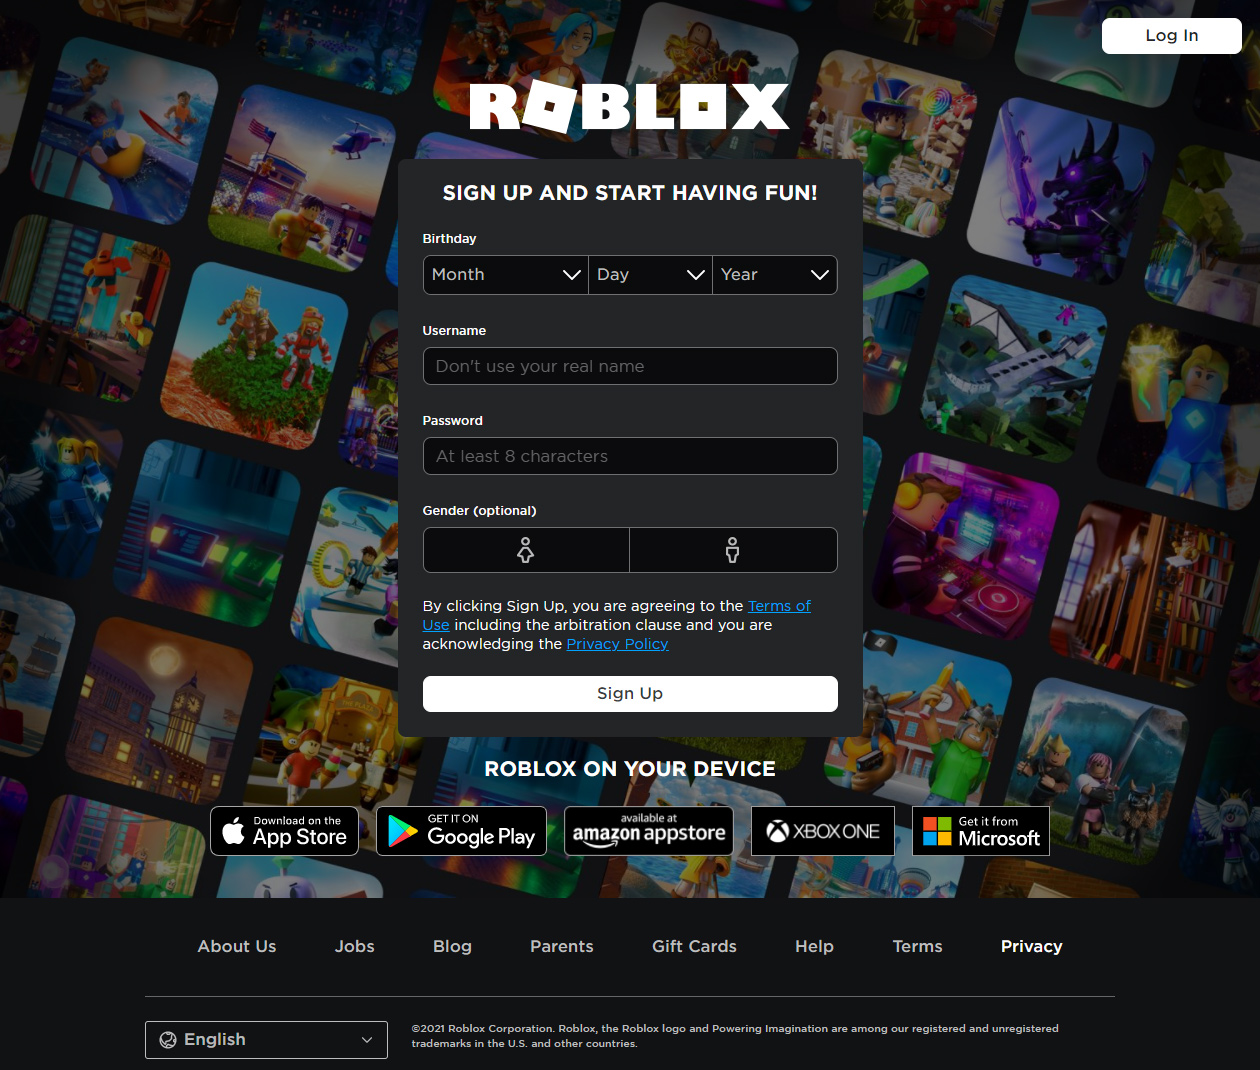 Log In
ROBLOX
SIGN UP AND START HAVING FUN!
Birthday
Month Day Year
Username
Don't use your real name
Password
At least 8 characters
Gender (optional)
By clicking Sign Up, you are agreeing to the Terms of
Use including the arbitration clause and you are
acknowledging the Privacy Policy
Sign Up
ROBLOX ON YOUR DEVICE
Download on the
App Store
GET IT ON
Google Play
available at
amazon appstore
XBOX ONE
Get it from
Microsoft
About Us Jobs Blog Parents Gift Cards Help Terms Privacy
English
©2021 Roblox Corporation. Roblox, the Roblox logo and Powering Imagination are among our registered and unregistered
trademarks in the U.S. and other countries.